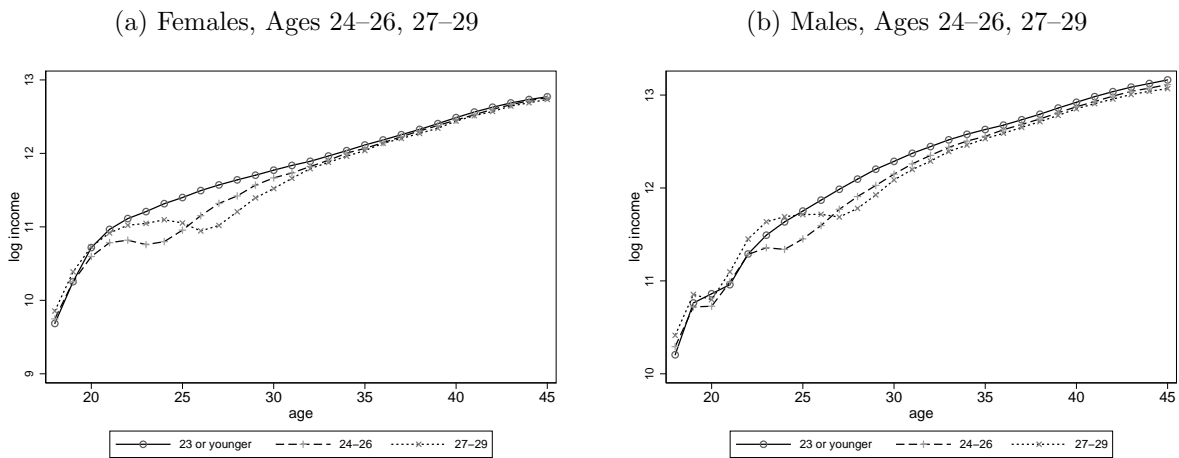 (a) Females, Ages 24–26, 27–29
13
12
11
10
9
log income
20 25 30 35 40 45
age
23 or younger 24–26 27–29
(b) Males, Ages 24–26, 27–29
13
12
11
10
log income
20 25 30 35 40 45
age
23 or younger 24–26 27–29